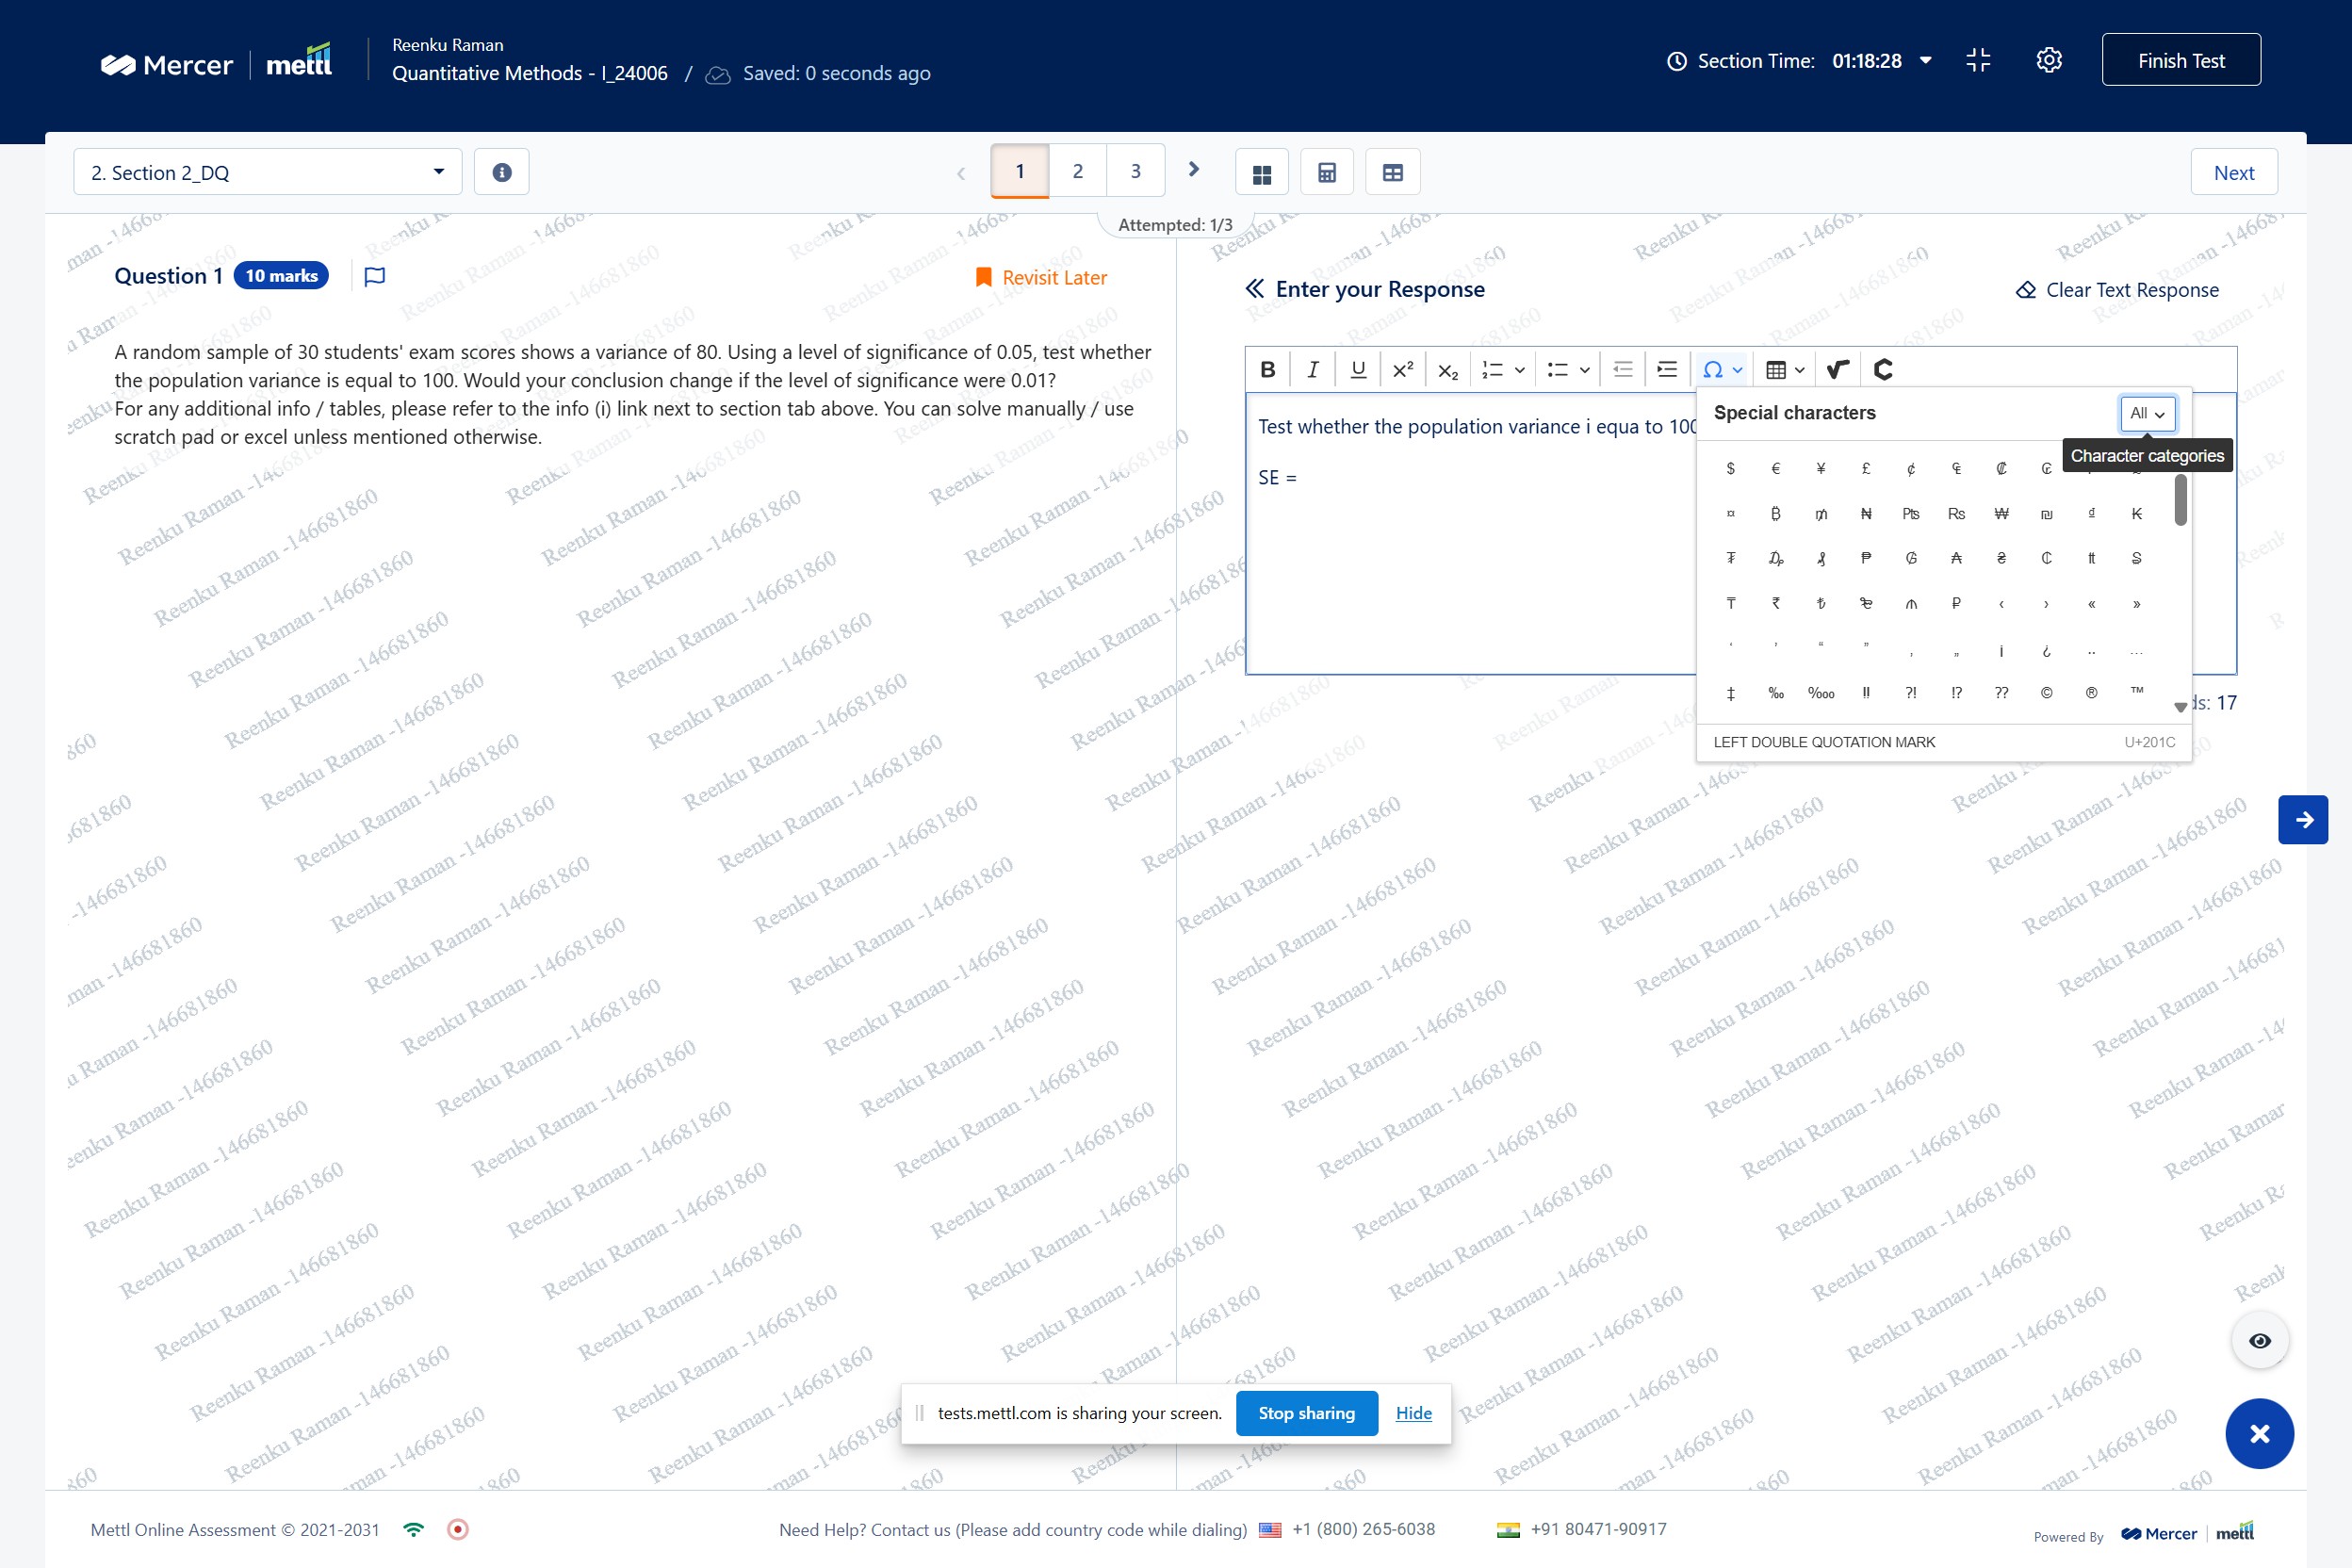 Mercer | mettl
Reenku Raman
Quantitative Methods - I_24006 / Saved: 0 seconds ago
Section Time: 01:18:28
Finish Test
2. Section 2_DQ
1 2 3
Next
Attempted: 1/3
Question 1 10 marks
Revisit Later
A random sample of 30 students' exam scores shows a variance of 80. Using a level of significance of 0.05, test whether
the population variance is equal to 100. Would your conclusion change if the level of significance were 0.01?
For any additional info / tables, please refer to the info (i) link next to section tab above. You can solve manually / use
scratch pad or excel unless mentioned otherwise.
Enter your Response
Clear Text Response
B I U x² x₂ Ω
Test whether the population variance i equa to 100
SE =
Special characters
All
Character categories
$ € ¥ £ ¢ ₠ ₡ ₢
¤ ₿ ₥ ₦ ₧ ₨ ₩ ₪ ₫ ₭
₮ ₯ ₰ ₱ ₲ ₳ ₴ ₵ ₶ ₷
₸ ₹ ₺ ₻ ₼ ₽ ‹ › « »
‘ ’ “ ” ‚ „ ¡ ¿ ‥ …
‡ ‰ ‱ ‼ ⁈ ⁉ ⁇ © ® ™
LEFT DOUBLE QUOTATION MARK U+201C
ds: 17
Reenku Raman -146681860
tests.mettl.com is sharing your screen.
Stop sharing
Hide
Mettl Online Assessment © 2021-2031
Need Help? Contact us (Please add country code while dialing) +1 (800) 265-6038 +91 80471-90917
Powered By Mercer | mettl